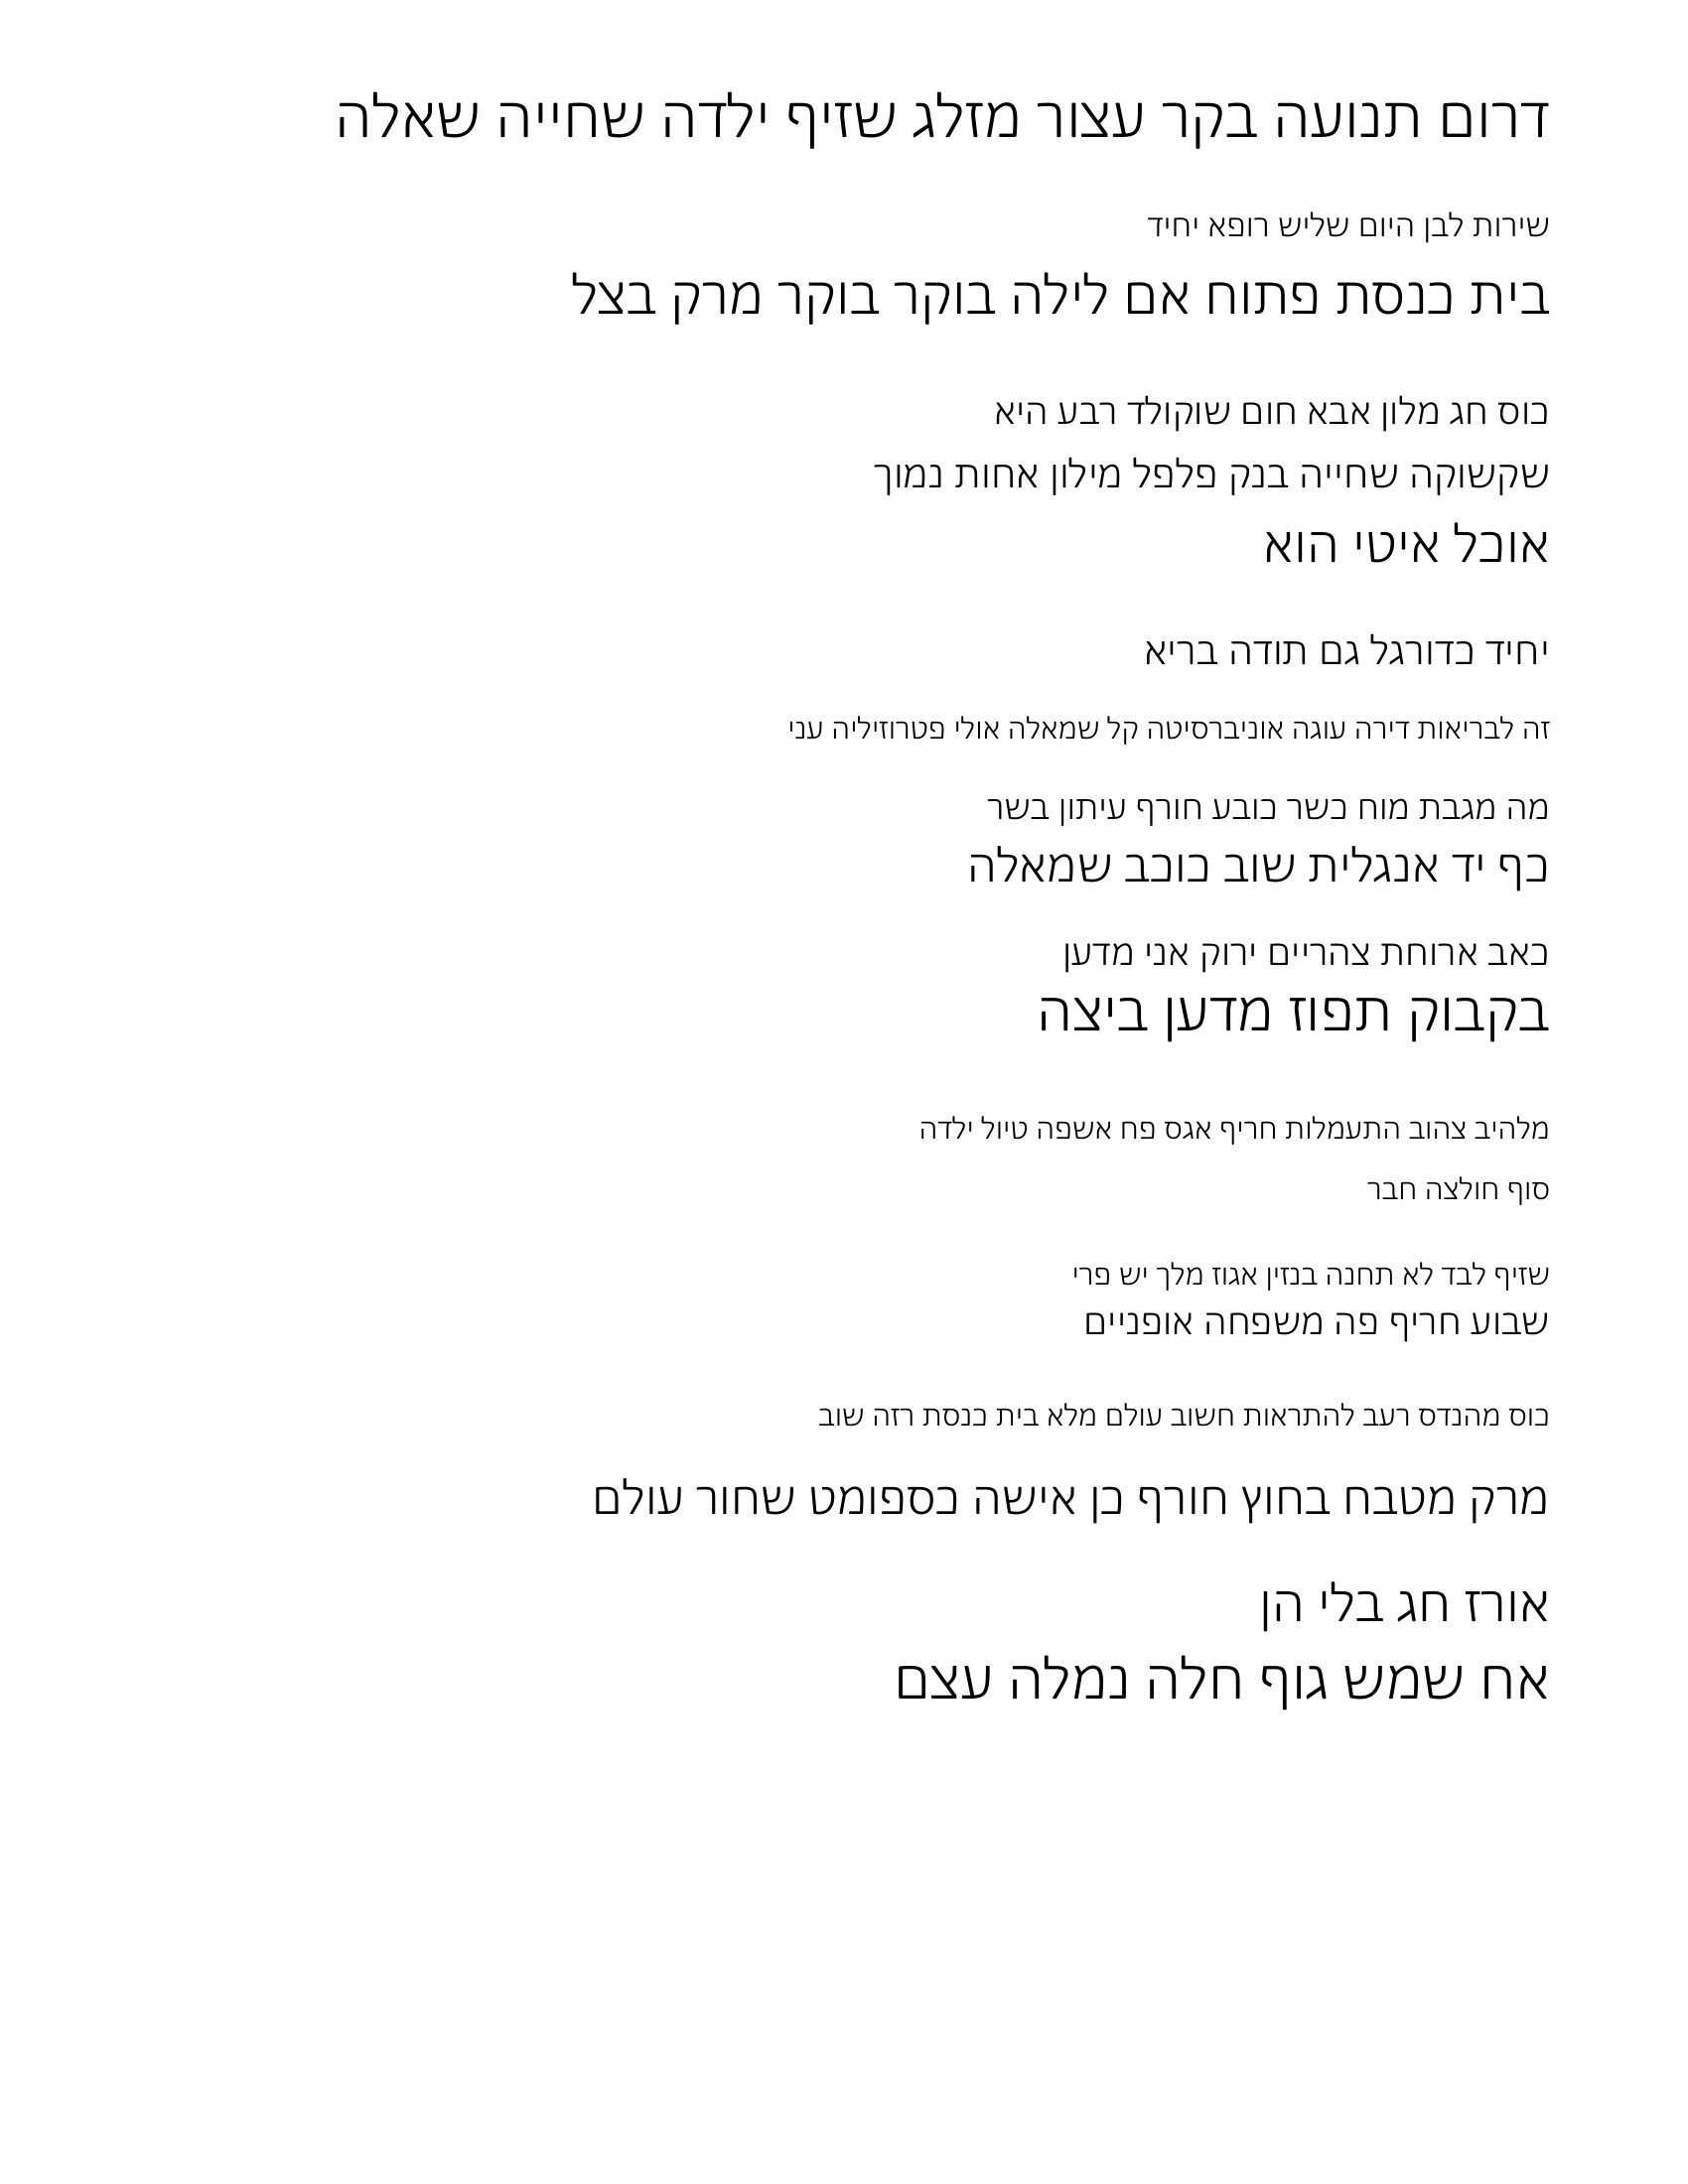 דרום תנועה בקר עצור מזלג שזיף ילדה שחייה שאלה
שירות לבן היום שליש רופא יחיד
בית כנסת פתוח אם לילה בוקר בוקר מרק בצל
כוס חג מלון אבא חום שוקולד רבע היא
שקשוקה שחייה בנק פלפל מילון אחות נמוך
אוכל איטי הוא
יחיד כדורגל גם תודה בריא
זה לבריאות דירה עוגה אוניברסיטה קל שמאלה אולי פטרוזיליה עני
מה מגבת מוח כשר כובע חורף עיתון בשר
כף יד אנגלית שוב כוכב שמאלה
כאב ארוחת צהריים ירוק אני מדען
בקבוק תפוז מדען ביצה
מלהיב צהוב התעמלות חריף אגס פח אשפה טיול ילדה
סוף חולצה חבר
שזיף לבד לא תחנה בנזין אגוז מלך יש פרי
שבוע חריף פה משפחה אופניים
כוס מהנדס רעב להתראות חשוב עולם מלא בית כנסת רזה שוב
מרק מטבח בחוץ חורף כן אישה כספומט שחור עולם
אורז חג בלי הן
אח שמש גוף חלה נמלה עצם